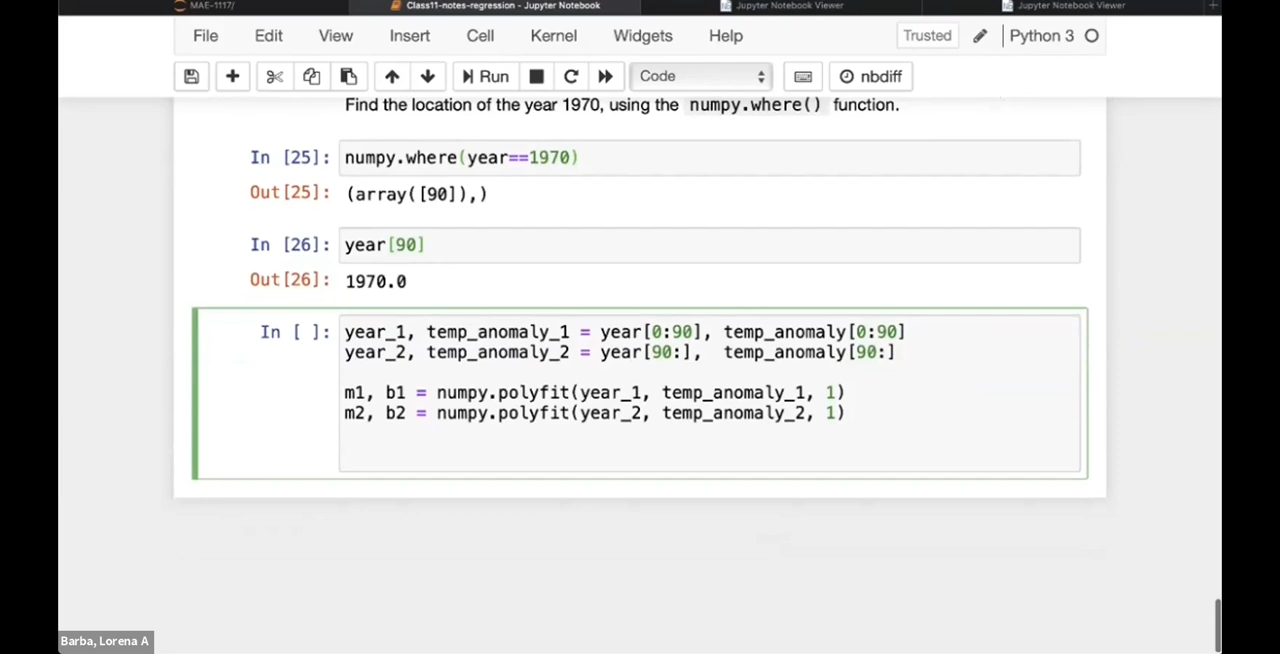 MAE-1117/
Class11-notes-regression - Jupyter Notebook
Jupyter Notebook Viewer
Jupyter Notebook Viewer
File Edit View Insert Cell Kernel Widgets Help Trusted Python 3
Run Code nbdiff
Find the location of the year 1970, using the numpy.where() function.
In [25]: numpy.where(year==1970)
Out[25]: (array([90]),)
In [26]: year[90]
Out[26]: 1970.0
In [ ]: year_1, temp_anomaly_1 = year[0:90], temp_anomaly[0:90]
year_2, temp_anomaly_2 = year[90:], temp_anomaly[90:]
m1, b1 = numpy.polyfit(year_1, temp_anomaly_1, 1)
m2, b2 = numpy.polyfit(year_2, temp_anomaly_2, 1)
Barba, Lorena A